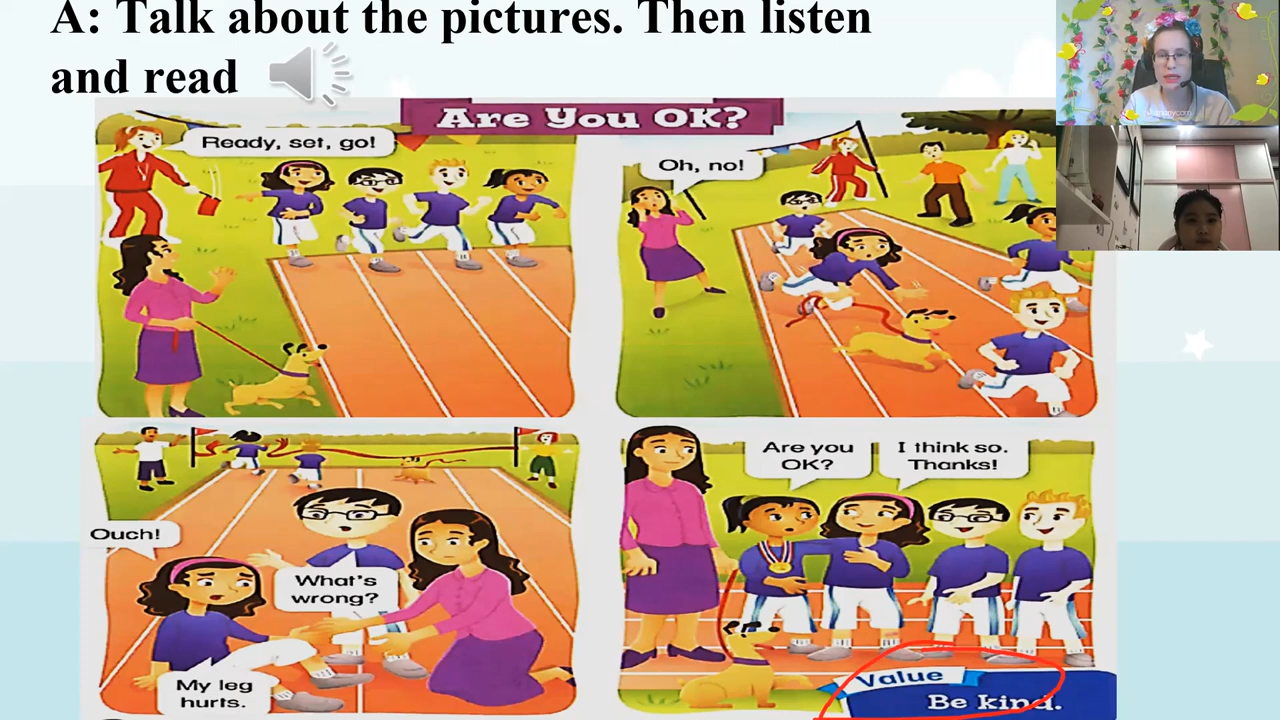 A: Talk about the pictures. Then listen
and read
Are You OK?
Ready, set, go!
Oh, no!
Ouch!
What's
wrong?
My leg
hurts.
Are you
OK?
I think so.
Thanks!
Value
Be kind.